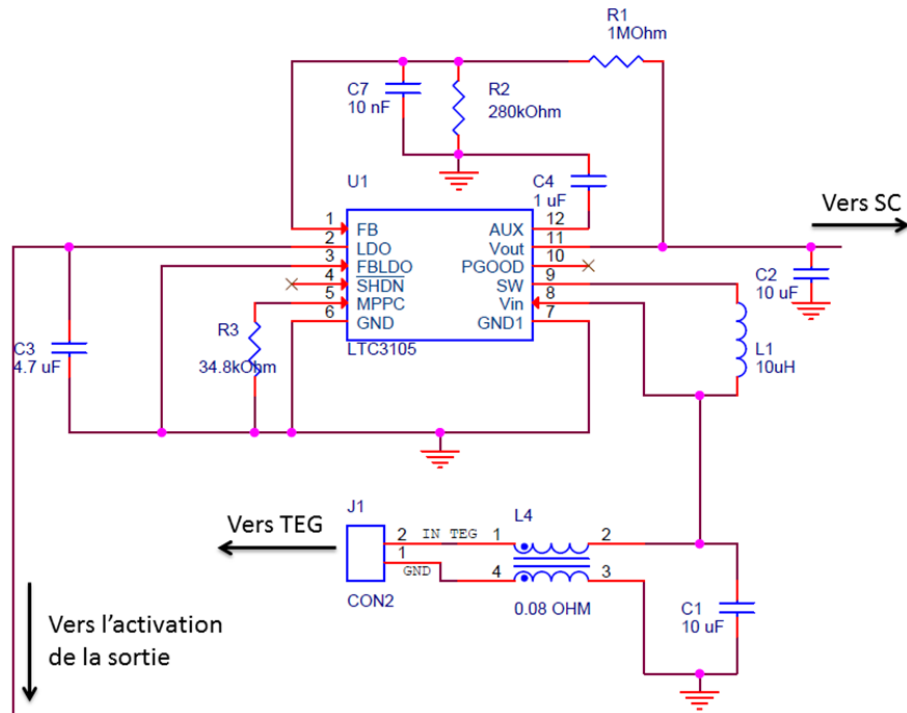 R1
1MOhm
C7
10 nF
R2
280kOhm
U1
C4
1 uF
Vers SC
1 FB
2 LDO
3 FBLDO
4 SHDN
5 MPPC
6 GND
12 AUX
11 Vout
10 PGOOD
9 SW
8 Vin
7 GND1
LTC3105
C2
10 uF
R3
34.8kOhm
C3
4.7 uF
L1
10uH
Vers TEG
J1
2 IN TEG
1 GND
CON2
L4
1 2
4 3
0.08 OHM
C1
10 uF
Vers l'activation
de la sortie